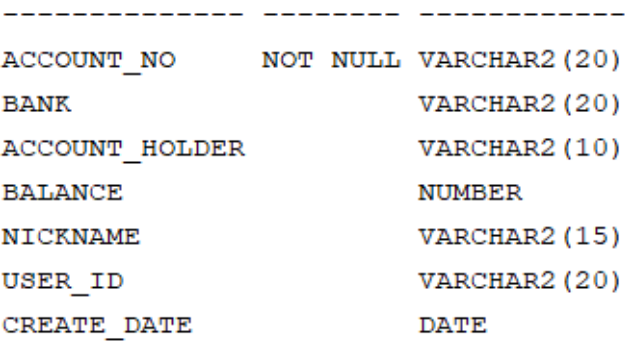 -------------- -------- ------------
ACCOUNT_NO     NOT NULL VARCHAR2(20)
BANK                    VARCHAR2(20)
ACCOUNT_HOLDER          VARCHAR2(10)
BALANCE                 NUMBER
NICKNAME                VARCHAR2(15)
USER_ID                 VARCHAR2(20)
CREATE_DATE             DATE